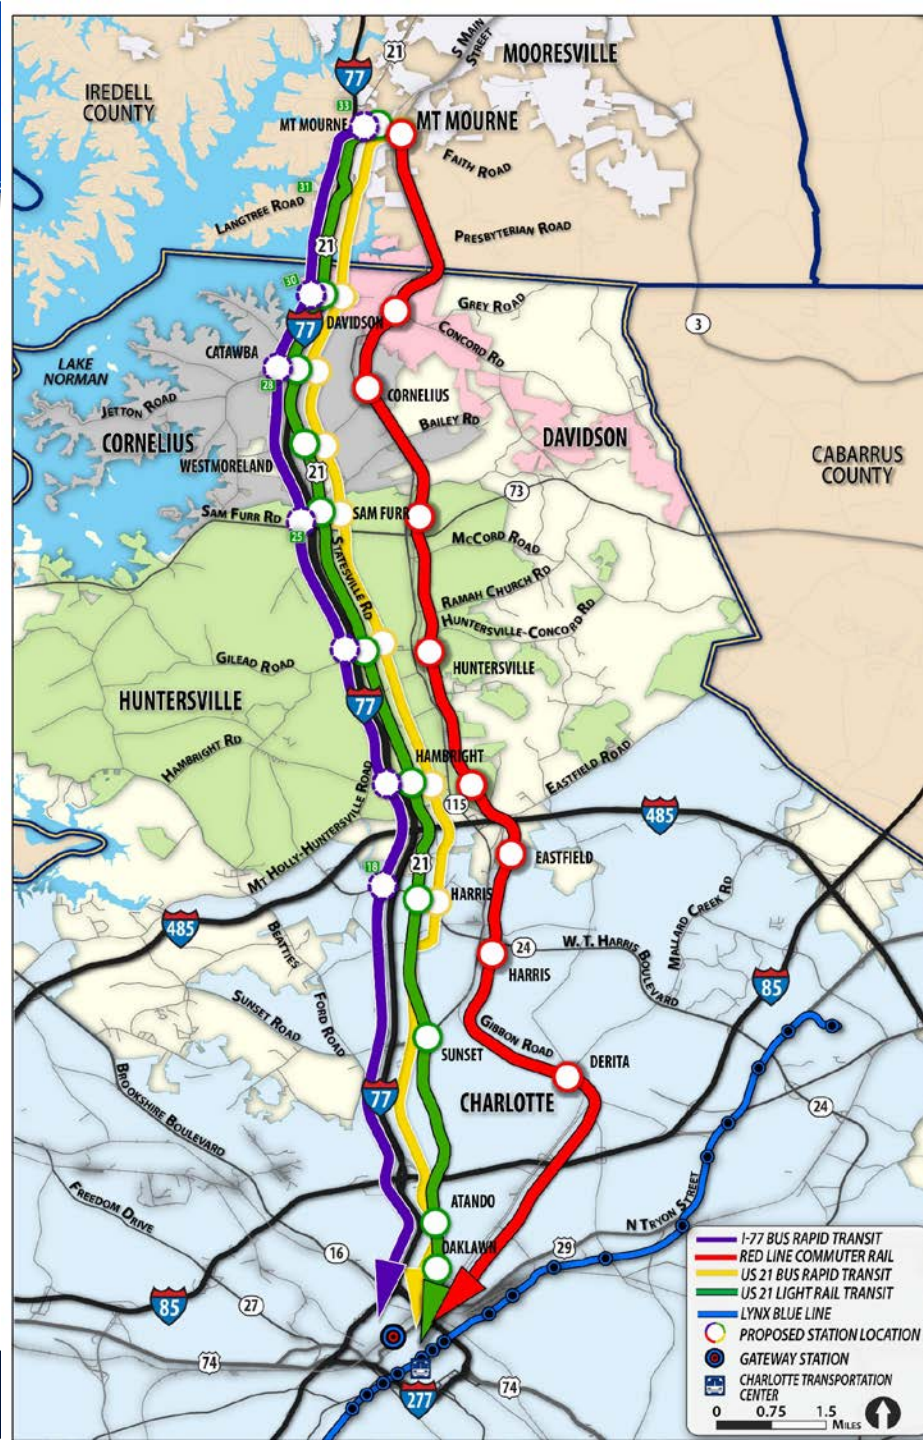 21
S MAIN
STREET
MOORESVILLE
77
IREDELL
COUNTY
33
MT MOURNE
MT MOURNE
FAITH ROAD
31
LANGTREE ROAD
PRESBYTERIAN ROAD
21
30
GREY ROAD
DAVIDSON
77
3
CONCORD RD
CATAWBA
LAKE
NORMAN
28
JETTON ROAD
CORNELIUS
BAILEY RD
CORNELIUS
DAVIDSON
WESTMORELAND
21
CABARRUS
COUNTY
73
SAM FURR RD
SAM FURR
25
MCCORD ROAD
STATESVILLE RD
RAMAH CHURCH RD
HUNTERSVILLE-CONCORD RD
GILEAD ROAD
HUNTERSVILLE
HUNTERSVILLE
77
HAMBRIGHT RD
HAMBRIGHT
EASTFIELD ROAD
MT HOLLY-HUNTERSVILLE ROAD
115
485
EASTFIELD
18
21
HARRIS
485
MALLARD CREEK RD
BEATTIES
FORD ROAD
24
W. T. HARRIS
BOULEVARD
HARRIS
85
SUNSET ROAD
GIBBON ROAD
SUNSET
DERITA
BROOKSHIRE BOULEVARD
77
CHARLOTTE
24
FREEDOM DRIVE
N TRYON STREET
ATANDO
OAKLAWN
16
29
85
27
74
277
74
I-77 BUS RAPID TRANSIT
RED LINE COMMUTER RAIL
US 21 BUS RAPID TRANSIT
US 21 LIGHT RAIL TRANSIT
LYNX BLUE LINE
PROPOSED STATION LOCATION
GATEWAY STATION
CHARLOTTE TRANSPORTATION
CENTER
0 0.75 1.5
MILES